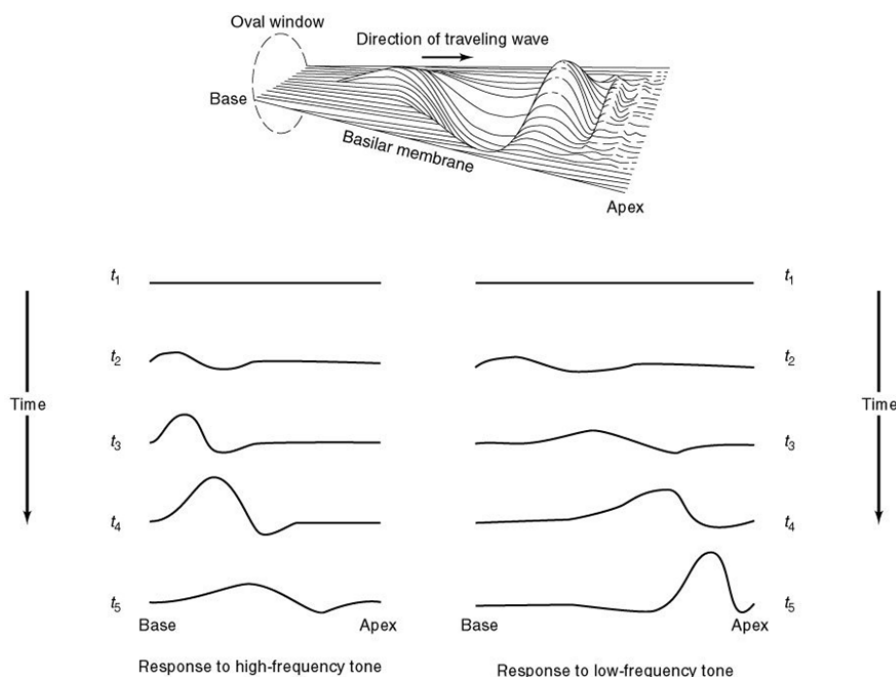 Oval window
Direction of traveling wave
Base
Basilar membrane
Apex
t1 t1
t2 t2
Time Time
t3 t3
t4 t4
t5 t5
Base Apex Base Apex
Response to high-frequency tone Response to low-frequency tone